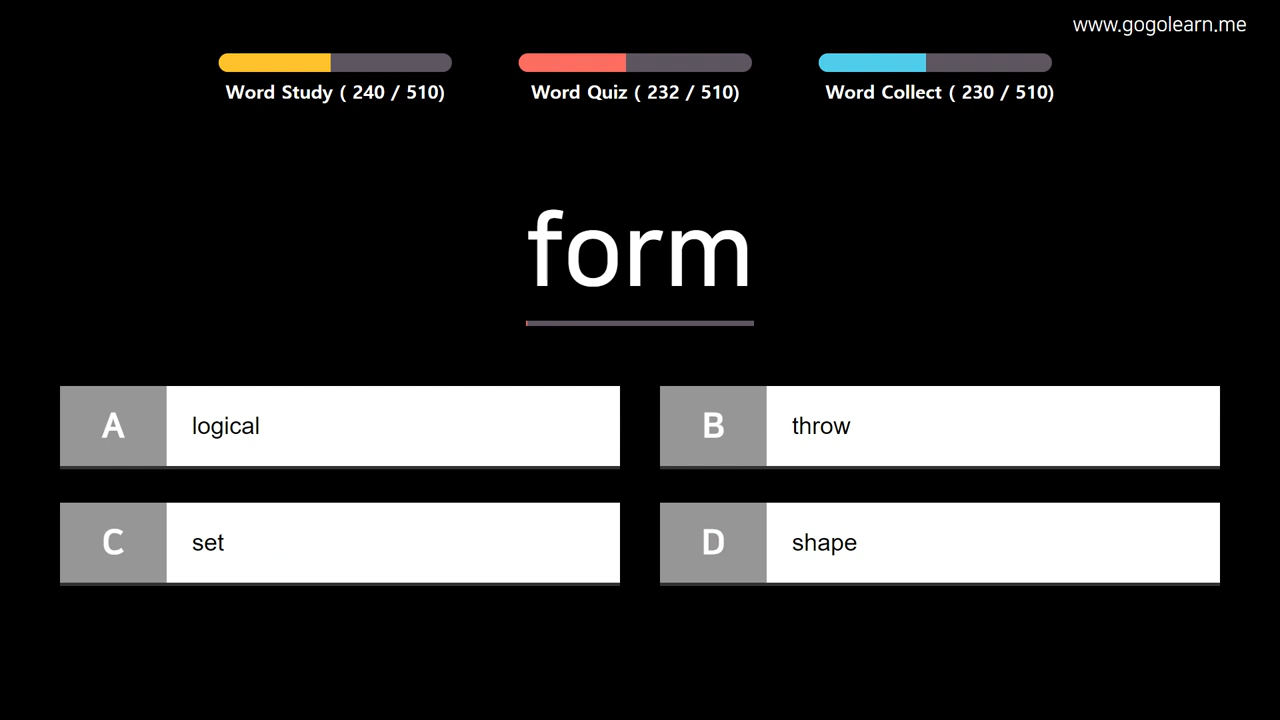 www.gogolearn.me
Word Study ( 240 / 510)
Word Quiz ( 232 / 510)
Word Collect ( 230 / 510)
form
A logical
B throw
C set
D shape